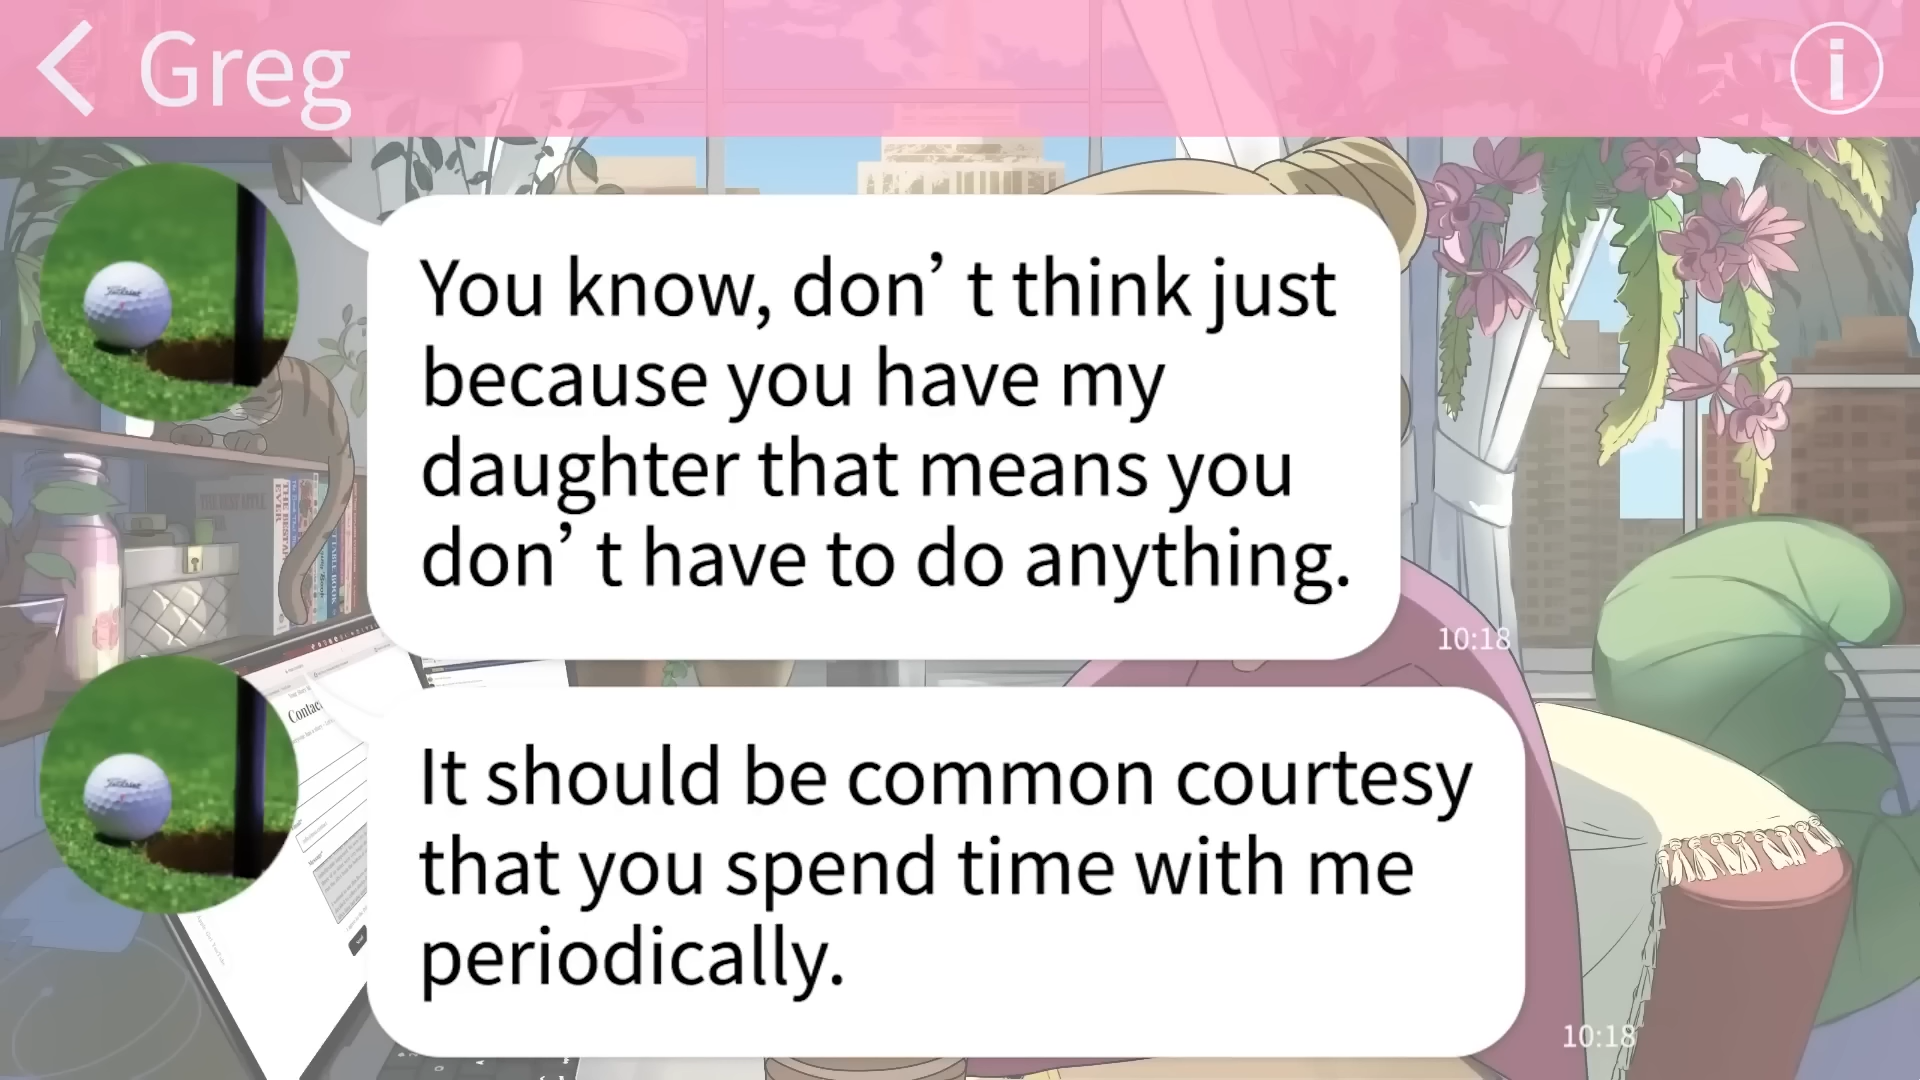 Greg
i
You know, don’ t think just
because you have my
daughter that means you
don’ t have to do anything.
10:18
It should be common courtesy
that you spend time with me
periodically.
10:18